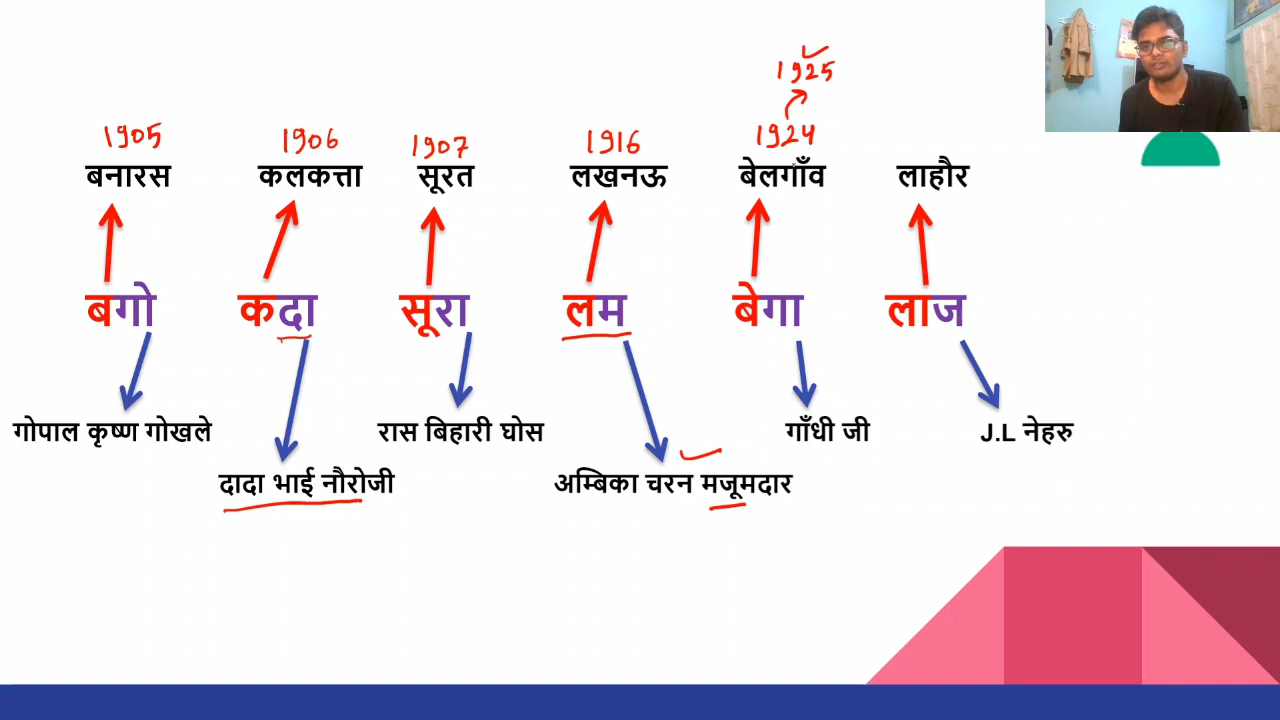 1925
1905 1906 1907 1916 1924
बनारस कलकत्ता सूरत लखनऊ बेलगाँव लाहौर
बगो कदा सूरा लम बेगा लाज
गोपाल कृष्ण गोखले रास बिहारी घोस गाँधी जी J.L नेहरु
दादा भाई नौरोजी अम्बिका चरन मजूमदार